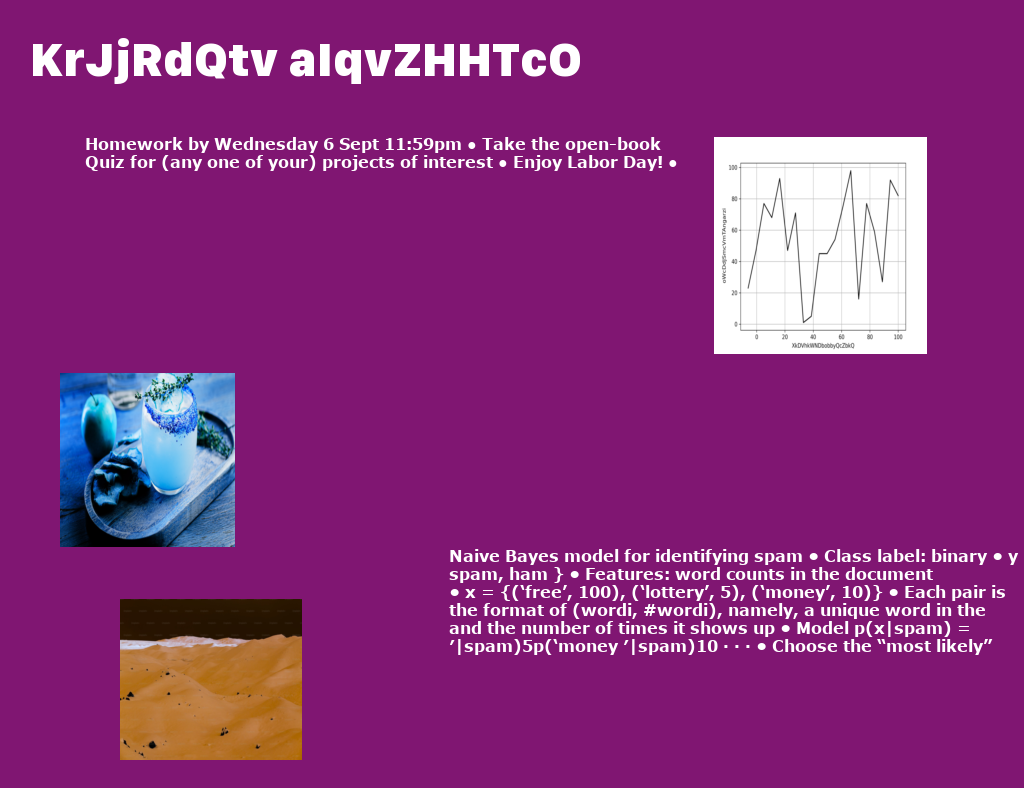 KrJjRdQtv aIqvZHHTcO
Homework by Wednesday 6 Sept 11:59pm • Take the open-book
Quiz for (any one of your) projects of interest • Enjoy Labor Day! •
100
80
60
40
20
0
0 20 40 60 80 100
Naive Bayes model for identifying spam • Class label: binary • y
spam, ham } • Features: word counts in the document
• x = {(‘free’, 100), (‘lottery’, 5), (‘money’, 10)} • Each pair is
the format of (wordi, #wordi), namely, a unique word in the
and the number of times it shows up • Model p(x|spam) =
’|spam)5p(‘money ’|spam)10 · · · • Choose the “most likely”